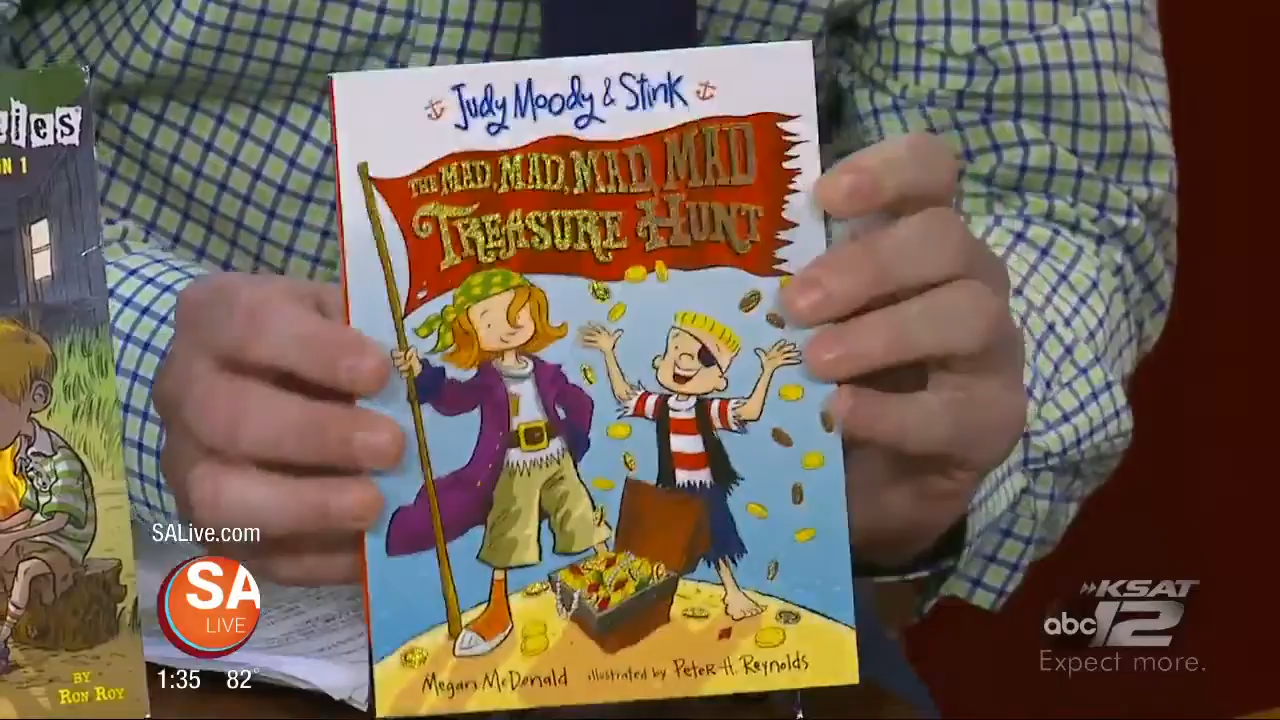 ies
N 1
BY
RON ROY
Judy Moody & Stink
THE MAD, MAD, MAD, MAD
TREASURE HUNT
Megan McDonald illustrated by Peter H. Reynolds
SALive.com
SA
LIVE
1:35 82°
KSAT
abc 12
Expect more.